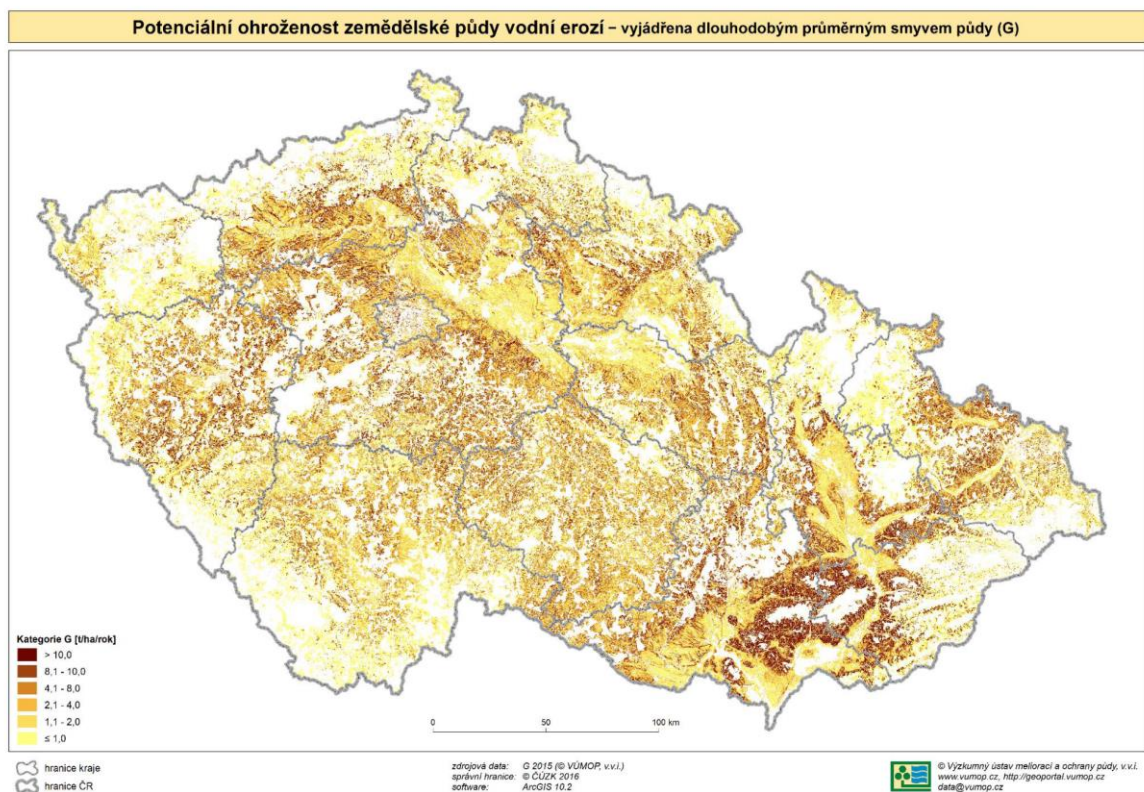 Potenciální ohroženost zemědělské půdy vodní erozí – vyjádřena dlouhodobým průměrným smyvem půdy (G)
Kategorie G [t/ha/rok]
> 10,0
8,1 - 10,0
4,1 - 8,0
2,1 - 4,0
1,1 - 2,0
≤ 1,0
0 50 100 km
hranice kraje
hranice ČR
zdrojová data: G 2015 (© VÚMOP, v.v.i.)
správní hranice: © ČÚZK 2016
software: ArcGIS 10.2
© Výzkumný ústav meliorací a ochrany půdy, v.v.i.
www.vumop.cz, http://geoportal.vumop.cz
data@vumop.cz